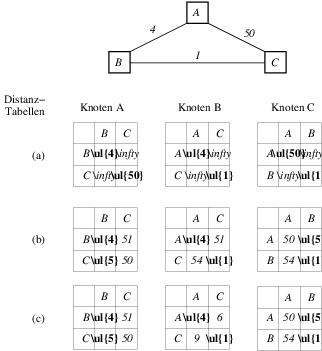 A
4
50
B
1
C
Distanz–
Tabellen
Knoten A
Knoten B
Knoten C
B C
A C
A B
(a)
B \ul{4} \infty
A \ul{4} \infty
A \ul{50} \infty
C \infty \ul{50}
C \infty \ul{1}
B \infty \ul{1
B C
A C
A B
(b)
B \ul{4} 51
A \ul{4} 51
A 50 \ul{5
C \ul{5} 50
C 54 \ul{1}
B 54 \ul{1
B C
A C
A B
(c)
B \ul{4} 51
A \ul{4} 6
A 50 \ul{5
C \ul{5} 50
C 9 \ul{1}
B 54 \ul{1